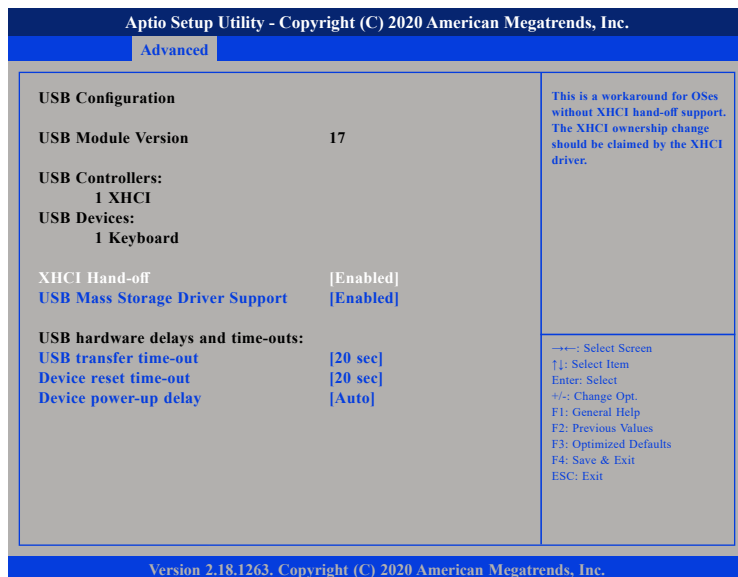 Aptio Setup Utility - Copyright (C) 2020 American Megatrends, Inc.
Advanced
USB Configuration
USB Module Version 17
USB Controllers:
1 XHCI
USB Devices:
1 Keyboard
XHCI Hand-off [Enabled]
USB Mass Storage Driver Support [Enabled]
USB hardware delays and time-outs:
USB transfer time-out [20 sec]
Device reset time-out [20 sec]
Device power-up delay [Auto]
This is a workaround for OSes
without XHCI hand-off support.
The XHCI ownership change
should be claimed by the XHCI
driver.
→←: Select Screen
↑↓: Select Item
Enter: Select
+/-: Change Opt.
F1: General Help
F2: Previous Values
F3: Optimized Defaults
F4: Save & Exit
ESC: Exit
Version 2.18.1263. Copyright (C) 2020 American Megatrends, Inc.